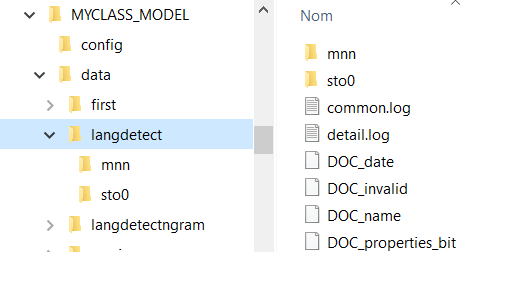 MYCLASS_MODEL
config
data
first
langdetect
mnn
sto0
langdetectngram
Nom
mnn
sto0
common.log
detail.log
DOC_date
DOC_invalid
DOC_name
DOC_properties_bit